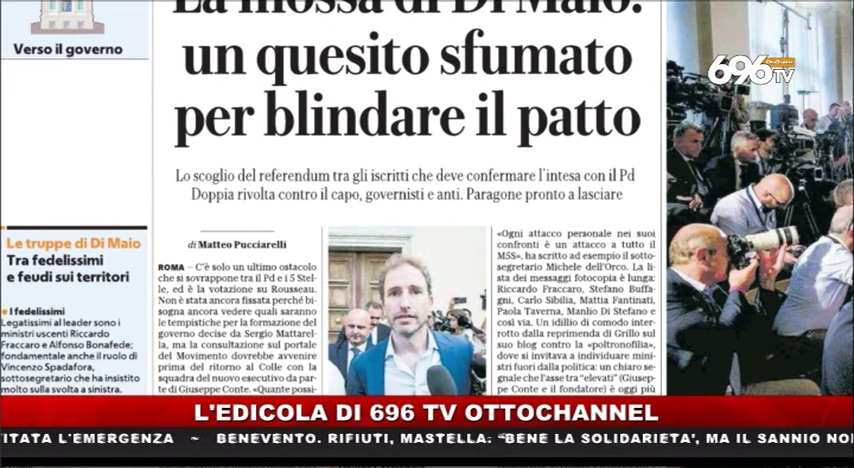 Verso il governo
La mossa di Di Maio:
un quesito sfumato
per blindare il patto
Lo scoglio del referendum tra gli iscritti che deve confermare l'intesa con il Pd
Doppia rivolta contro il capo, governisti e anti. Paragone pronto a lasciare
Le truppe di Di Maio
Tra fedelissimi
e feudi sui territori
I fedelissimi
Legatissimi al leader sono i
ministri uscenti Riccardo
Fraccaro e Alfonso Bonafede;
fondamentale anche il ruolo di
Vincenzo Spadafora,
sottosegretario che ha insistito
molto sulla svolta a sinistra.
di Matteo Pucciarelli
ROMA – C'è solo un ultimo ostacolo
che si sovrappone tra il Pd e i 5 Stel-
le, ed è la votazione su Rousseau.
Non è stata ancora fissata perché bi-
sogna ancora vedere quali saranno
le tempistiche per la formazione del
governo decise da Sergio Mattarel-
la, ma la consultazione sul portale
del Movimento dovrebbe avvenire
prima del ritorno al Colle con la
squadra del nuovo esecutivo da par-
te di Giuseppe Conte. «Quante possi-
«Ogni attacco personale nei suoi
confronti è un attacco a tutto il
M5S», ha scritto ad esempio il sotto-
segretario Michele dell'Orco. La li-
sta dei messaggi fotocopia è lunga:
Riccardo Fraccaro, Stefano Buffa-
gni, Carlo Sibilia, Mattia Fantinati,
Paola Taverna, Manlio Di Stefano e
così via. Un idillio di comodo inter-
rotto dalla reprimenda di Grillo sul
suo blog contro la «poltronofilia»,
dove si invitava a individuare mini-
stri fuori dalla politica: un chiaro se-
gnale che l'asse tra "elevati" (Giusep-
pe Conte e il fondatore) è oggi più
696
TV
L'EDICOLA DI 696 TV OTTOCHANNEL
TITATA L'EMERGENZA ~ BENEVENTO. RIFIUTI, MASTELLA: "BENE LA SOLIDARIETA', MA IL SANNIO NO